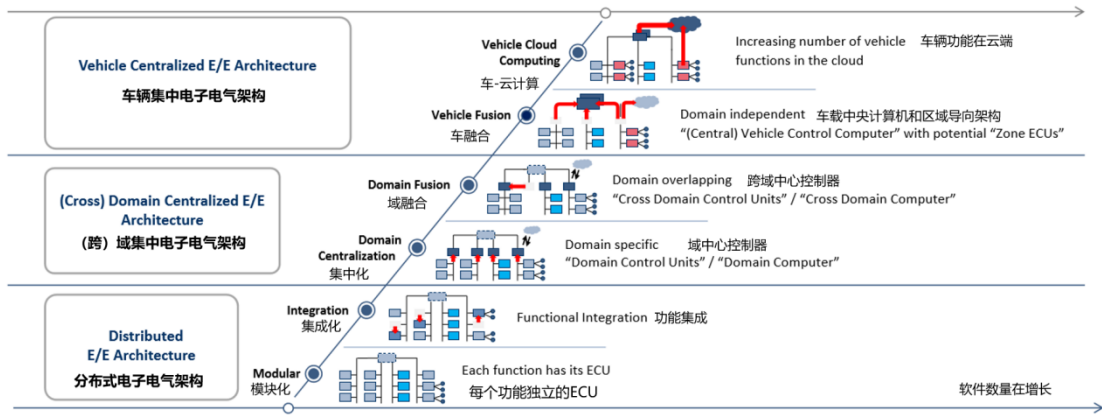 Vehicle Centralized E/E Architecture
车辆集中电子电气架构
Vehicle Cloud
Computing
车-云计算
Increasing number of vehicle 车辆功能在云端
functions in the cloud
Vehicle Fusion
车融合
Domain independent 车载中央计算机和区域导向架构
“(Central) Vehicle Control Computer” with potential “Zone ECUs”
(Cross) Domain Centralized E/E
Architecture
（跨）域集中电子电气架构
Domain Fusion
域融合
Domain overlapping 跨域中心控制器
“Cross Domain Control Units” / “Cross Domain Computer”
Domain
Centralization
集中化
Domain specific 域中心控制器
“Domain Control Units” / “Domain Computer”
Distributed
E/E Architecture
分布式电子电气架构
Integration
集成化
Functional Integration 功能集成
Modular
模块化
Each function has its ECU
每个功能独立的ECU
软件数量在增长